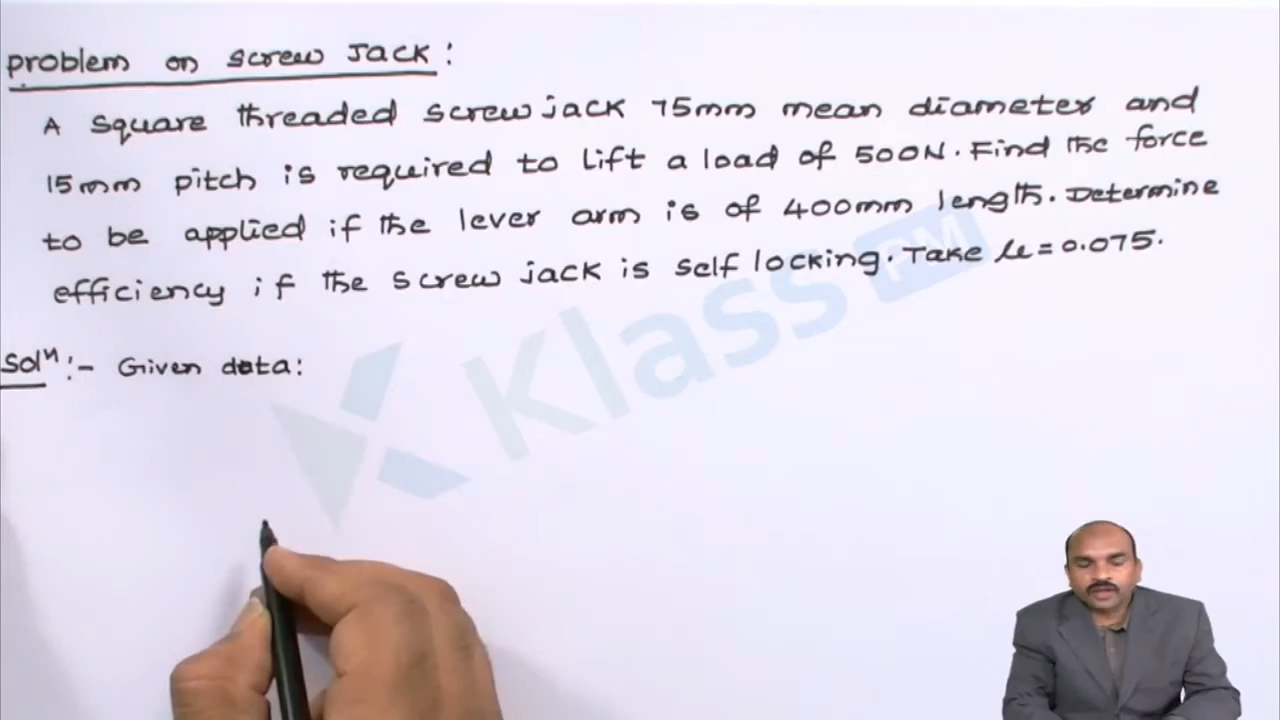 problem on screw Jack:
A square threaded screw jack 75mm mean diameter and
15mm pitch is required to lift a load of 500N. Find the force
to be applied if the lever arm is of 400mm length. Determine
efficiency if the screw jack is self locking. Take μ=0.075.
Solⁿ:- Given data:
Klass PM